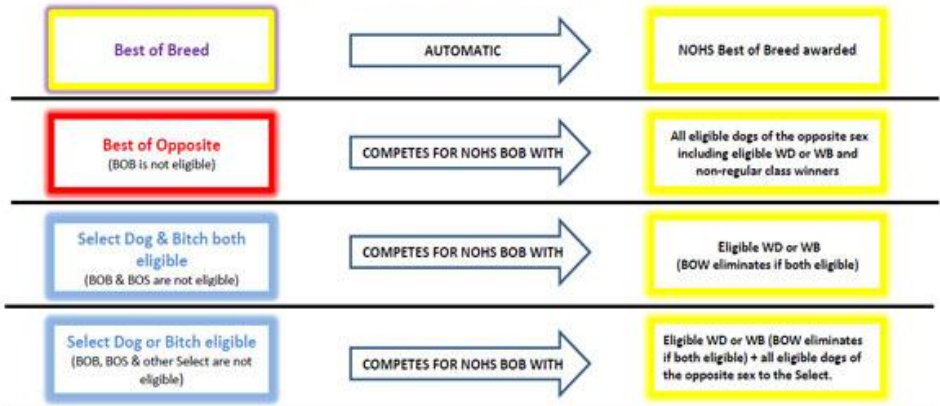 Best of Breed
AUTOMATIC
NOHS Best of Breed awarded
Best of Opposite
(BOB is not eligible)
COMPETES FOR NOHS BOB WITH
All eligible dogs of the opposite sex
including eligible WD or WB and
non-regular class winners
Select Dog & Bitch both
eligible
(BOB & BOS are not eligible)
COMPETES FOR NOHS BOB WITH
Eligible WD or WB
(BOW eliminates if both eligible)
Select Dog or Bitch eligible
(BOB, BOS & other Select are not
eligible)
COMPETES FOR NOHS BOB WITH
Eligible WD or WB (BOW eliminates
if both eligible) + all eligible dogs of
the opposite sex to the Select.